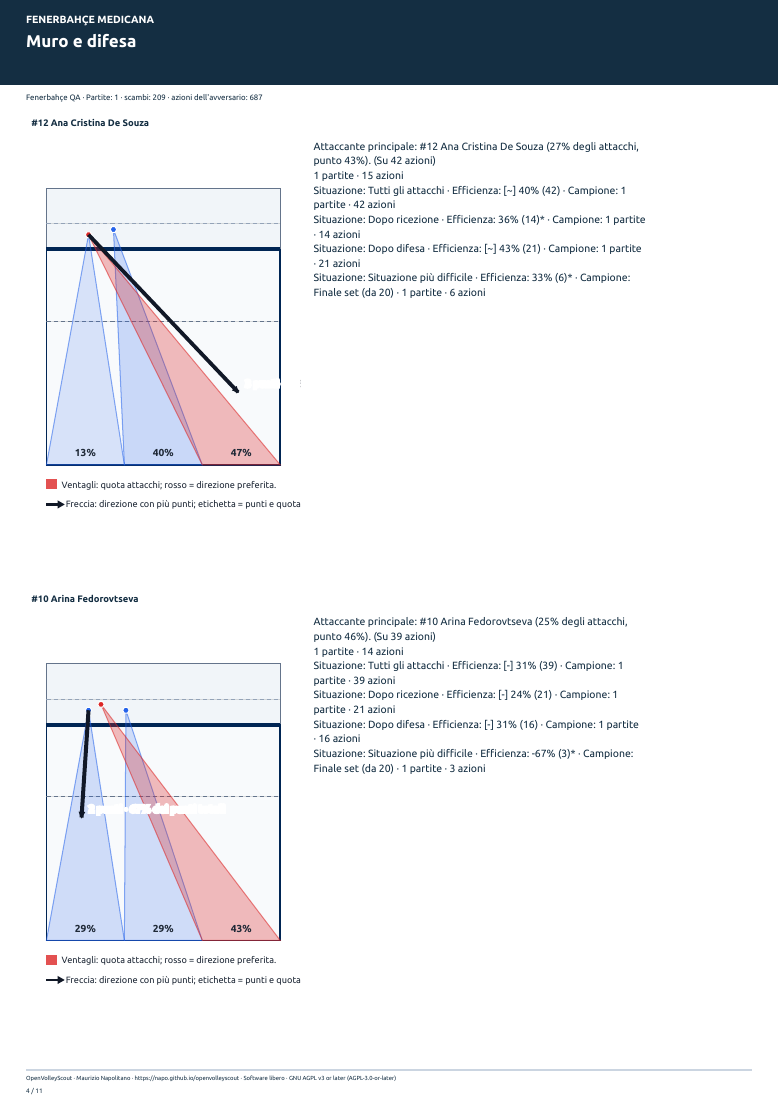 FENERBAHÇE MEDICANA
Muro e difesa
Fenerbahçe QA · Partite: 1 · scambi: 209 · azioni dell'avversario: 687
#12 Ana Cristina De Souza
Attaccante principale: #12 Ana Cristina De Souza (27% degli attacchi,
punto 43%). (Su 42 azioni)
1 partite · 15 azioni
Situazione: Tutti gli attacchi · Efficienza: [~] 40% (42) · Campione: 1
partite · 42 azioni
Situazione: Dopo ricezione · Efficienza: 36% (14)* · Campione: 1 partite
· 14 azioni
Situazione: Dopo difesa · Efficienza: [~] 43% (21) · Campione: 1 partite
· 21 azioni
Situazione: Situazione più difficile · Efficienza: 33% (6)* · Campione:
Finale set (da 20) · 1 partite · 6 azioni
13% 40% 47%
Ventagli: quota attacchi; rosso = direzione preferita.
Freccia: direzione con più punti; etichetta = punti e quota
#10 Arina Fedorovtseva
Attaccante principale: #10 Arina Fedorovtseva (25% degli attacchi,
punto 46%). (Su 39 azioni)
1 partite · 14 azioni
Situazione: Tutti gli attacchi · Efficienza: [-] 31% (39) · Campione: 1
partite · 39 azioni
Situazione: Dopo ricezione · Efficienza: [-] 24% (21) · Campione: 1
partite · 21 azioni
Situazione: Dopo difesa · Efficienza: [-] 31% (16) · Campione: 1 partite
· 16 azioni
Situazione: Situazione più difficile · Efficienza: -67% (3)* · Campione:
Finale set (da 20) · 1 partite · 3 azioni
29% 29% 43%
Ventagli: quota attacchi; rosso = direzione preferita.
Freccia: direzione con più punti; etichetta = punti e quota
OpenVolleyScout · Maurizio Napolitano · https://napo.github.io/openvolleyscout · Software libero · GNU AGPL v3 or later (AGPL-3.0-or-later)
4 / 11